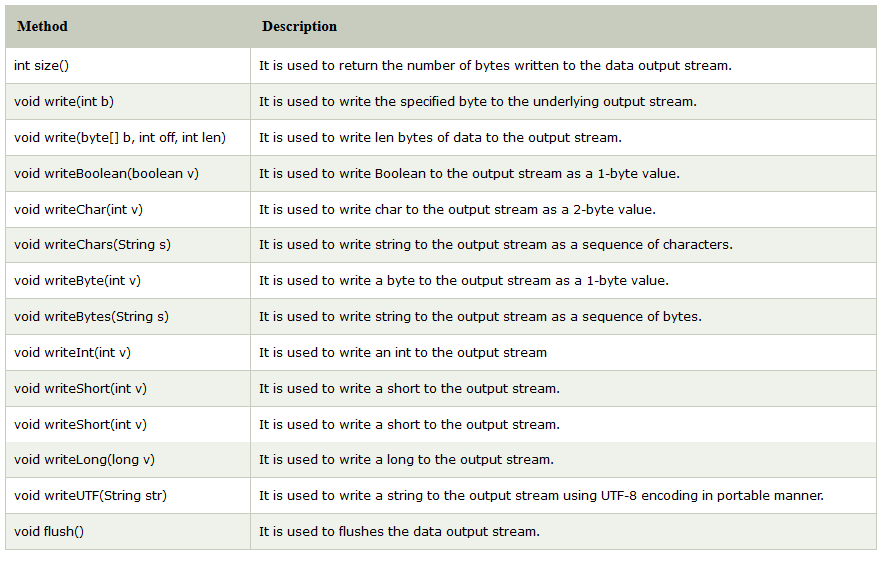 Method Description
int size() It is used to return the number of bytes written to the data output stream.
void write(int b) It is used to write the specified byte to the underlying output stream.
void write(byte[] b, int off, int len) It is used to write len bytes of data to the output stream.
void writeBoolean(boolean v) It is used to write Boolean to the output stream as a 1-byte value.
void writeChar(int v) It is used to write char to the output stream as a 2-byte value.
void writeChars(String s) It is used to write string to the output stream as a sequence of characters.
void writeByte(int v) It is used to write a byte to the output stream as a 1-byte value.
void writeBytes(String s) It is used to write string to the output stream as a sequence of bytes.
void writeInt(int v) It is used to write an int to the output stream
void writeShort(int v) It is used to write a short to the output stream.
void writeShort(int v) It is used to write a short to the output stream.
void writeLong(long v) It is used to write a long to the output stream.
void writeUTF(String str) It is used to write a string to the output stream using UTF-8 encoding in portable manner.
void flush() It is used to flushes the data output stream.